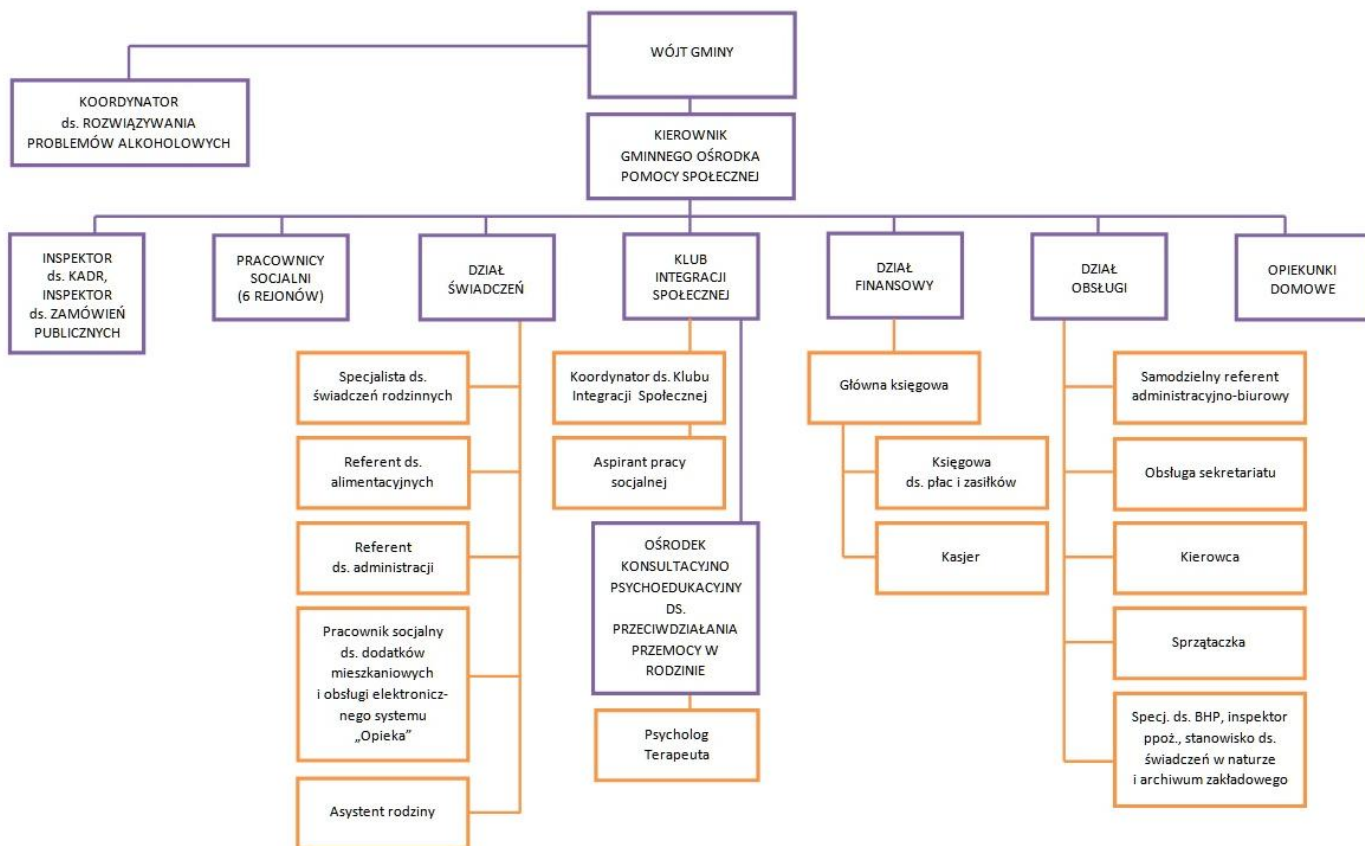 WÓJT GMINY
KOORDYNATOR
ds. ROZWIĄZYWANIA
PROBLEMÓW ALKOHOLOWYCH
KIEROWNIK
GMINNEGO OŚRODKA
POMOCY SPOŁECZNEJ
INSPEKTOR
ds. KADR,
INSPEKTOR
ds. ZAMÓWIEŃ
PUBLICZNYCH
PRACOWNICY
SOCJALNI
(6 REJONÓW)
DZIAŁ
ŚWIADCZEŃ
KLUB
INTEGRACJI
SPOŁECZNEJ
DZIAŁ
FINANSOWY
DZIAŁ
OBSŁUGI
OPIEKUNKI
DOMOWE
Specjalista ds.
świadczeń rodzinnych
Referent ds.
alimentacyjnych
Referent
ds. administracji
Pracownik socjalny
ds. dodatków
mieszkaniowych
i obsługi elektronicz-
nego systemu
„Opieka”
Asystent rodziny
Koordynator ds. Klubu
Integracji Społecznej
Aspirant pracy
socjalnej
OŚRODEK
KONSULTACYJNO
PSYCHOEDUKACYJNY
DS.
PRZECIWDZIAŁANIA
PRZEMOCY W
RODZINIE
Psycholog
Terapeuta
Główna księgowa
Księgowa
ds. płac i zasiłków
Kasjer
Samodzielny referent
administracyjno-biurowy
Obsługa sekretariatu
Kierowca
Sprzątaczka
Specj. ds. BHP, inspektor
ppoż., stanowisko ds.
świadczeń w naturze
i archiwum zakładowego